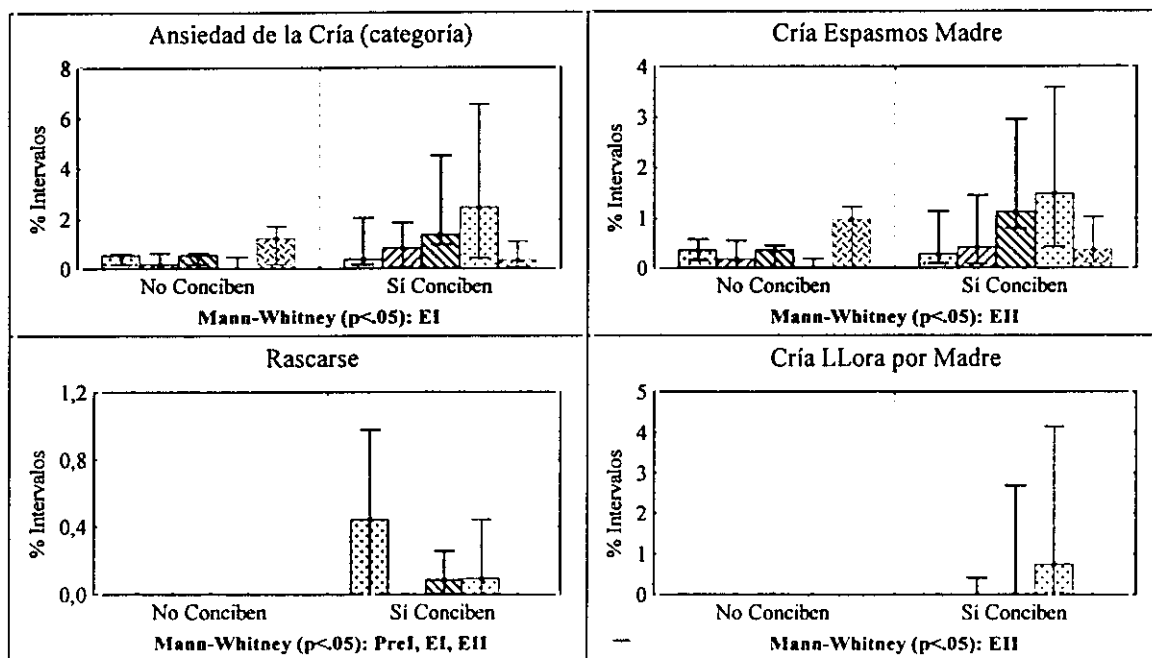 Ansiedad de la Cría (categoría)
8
6
4
2
0
% Intervalos
No Conciben Sí Conciben
Mann-Whitney (p<.05): EI
Cría Espasmos Madre
4
3
2
1
0
% Intervalos
No Conciben Sí Conciben
Mann-Whitney (p<.05): EII
Rascarse
1,2
0,8
0,4
0,0
% Intervalos
No Conciben Sí Conciben
Mann-Whitney (p<.05): PreI, EI, EII
Cría LLora por Madre
5
4
3
2
1
0
% Intervalos
No Conciben Sí Conciben
Mann-Whitney (p<.05): EII